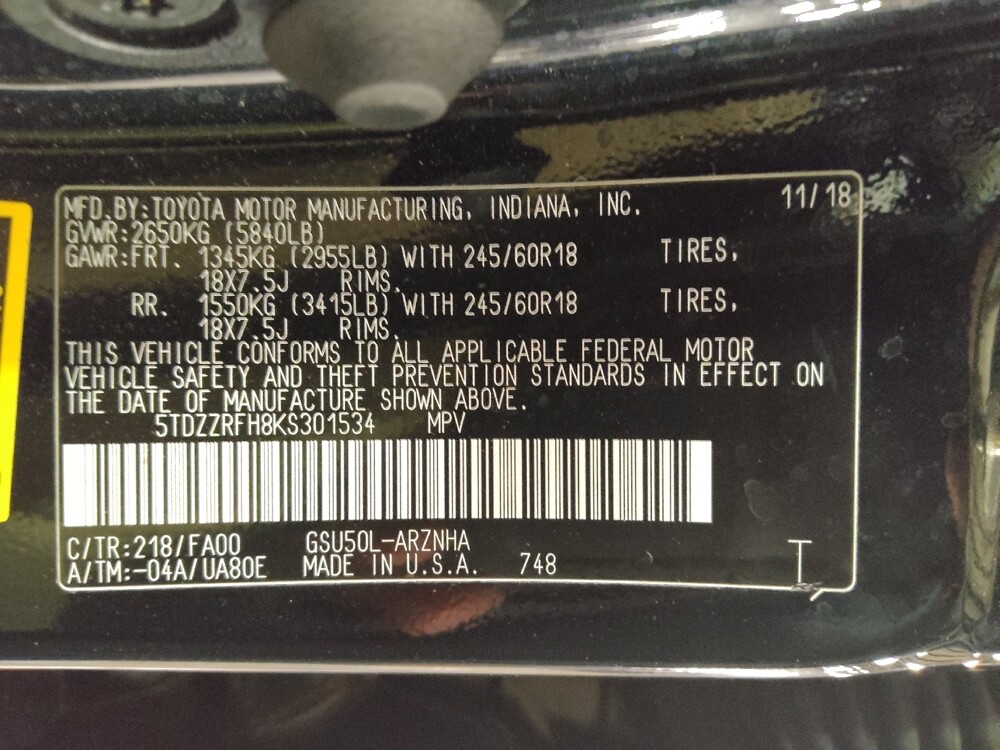 MFD.BY:TOYOTA MOTOR MANUFACTURING, INDIANA, INC. 11/18
GVWR:2650KG (5840LB)
GAWR:FRT. 1345KG (2955LB) WITH 245/60R18 TIRES,
18X7.5J RIMS.
RR. 1550KG (3415LB) WITH 245/60R18 TIRES,
18X7.5J RIMS.
THIS VEHICLE CONFORMS TO ALL APPLICABLE FEDERAL MOTOR
VEHICLE SAFETY AND THEFT PREVENTION STANDARDS IN EFFECT ON
THE DATE OF MANUFACTURE SHOWN ABOVE.
5TDZZRFH8KS301534 MPV
C/TR:218/FA00 GSU50L-ARZNHA
A/TM:-04A/UA80E MADE IN U.S.A. 748